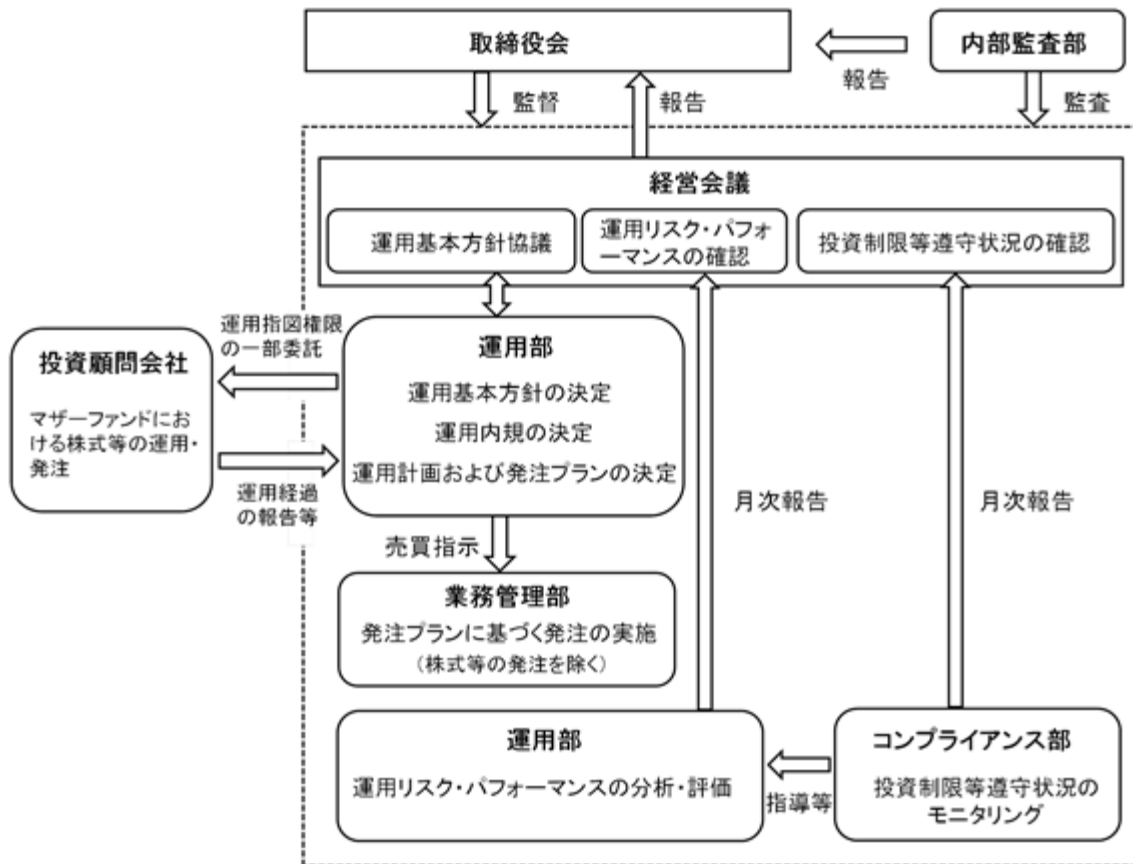 取締役会
内部監査部
報告
監督
報告
監査
経営会議
運用基本方針協議
運用リスク・パフォ
ーマンスの確認
投資制限等遵守状況の確認
運用指図権限
の一部委託
投資顧問会社
マザーファンドにお
ける株式等の運用・
発注
運用経過
の報告等
運用部
運用基本方針の決定
運用内規の決定
運用計画および発注プランの決定
月次報告
月次報告
売買指示
業務管理部
発注プランに基づく発注の実施
(株式等の発注を除く)
運用部
運用リスク・パフォーマンスの分析・評価
指導等
コンプライアンス部
投資制限等遵守状況の
モニタリング